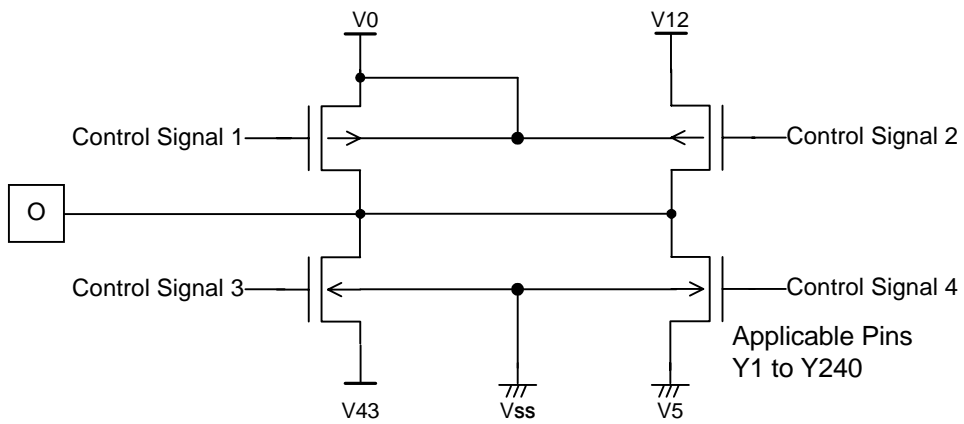 V0
V12
Control Signal 1
Control Signal 2
O
Control Signal 3
Control Signal 4
Applicable Pins
Y1 to Y240
V43
Vss
V5